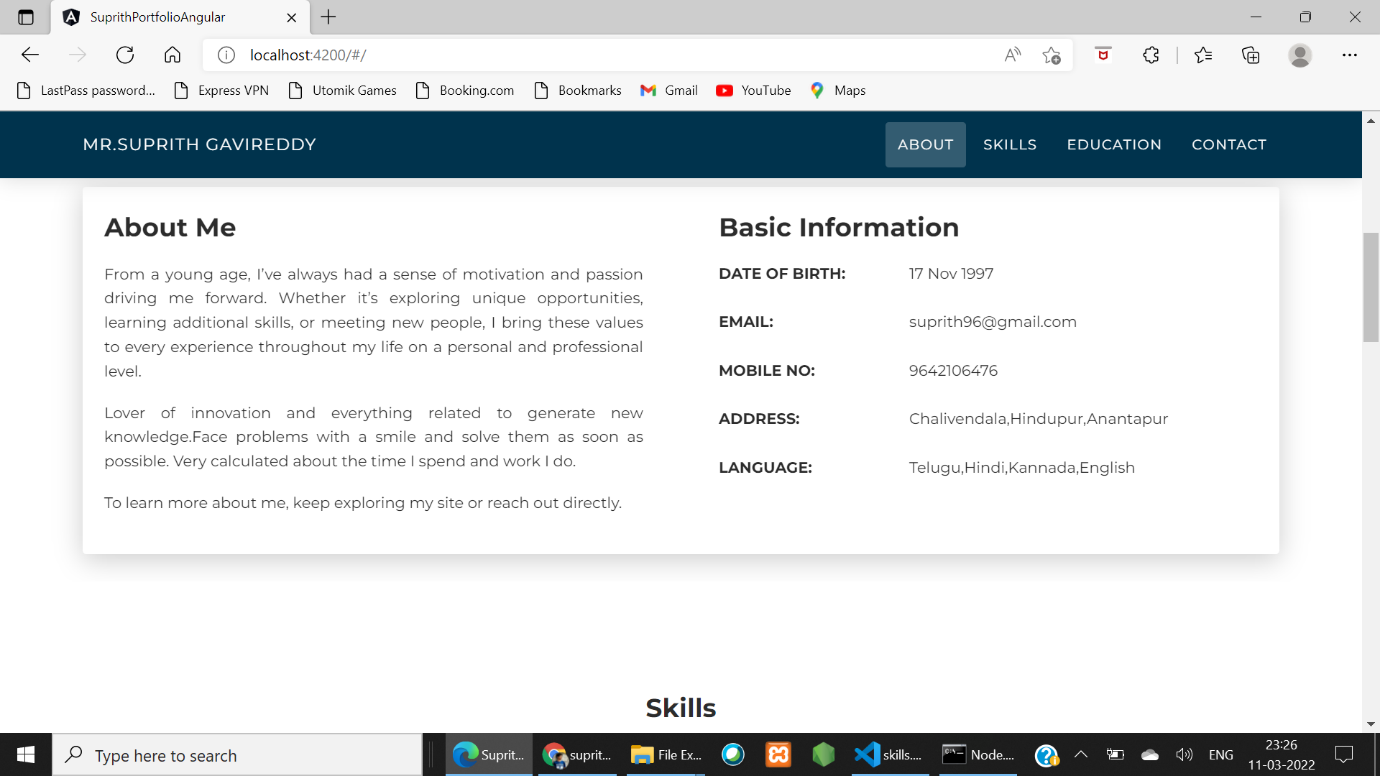 SuprithPortfolioAngular
localhost:4200/#/
LastPass password... Express VPN Utomik Games Booking.com Bookmarks Gmail YouTube Maps
MR.SUPRITH GAVIREDDY ABOUT SKILLS EDUCATION CONTACT
About Me
From a young age, I’ve always had a sense of motivation and passion
driving me forward. Whether it’s exploring unique opportunities,
learning additional skills, or meeting new people, I bring these values
to every experience throughout my life on a personal and professional
level.
Lover of innovation and everything related to generate new
knowledge.Face problems with a smile and solve them as soon as
possible. Very calculated about the time I spend and work I do.
To learn more about me, keep exploring my site or reach out directly.
Basic Information
DATE OF BIRTH: 17 Nov 1997
EMAIL: suprith96@gmail.com
MOBILE NO: 9642106476
ADDRESS: Chalivendala,Hindupur,Anantapur
LANGUAGE: Telugu,Hindi,Kannada,English
Skills
Type here to search Suprit... suprit... File Ex... skills.... Node.... ENG 23:26
11-03-2022